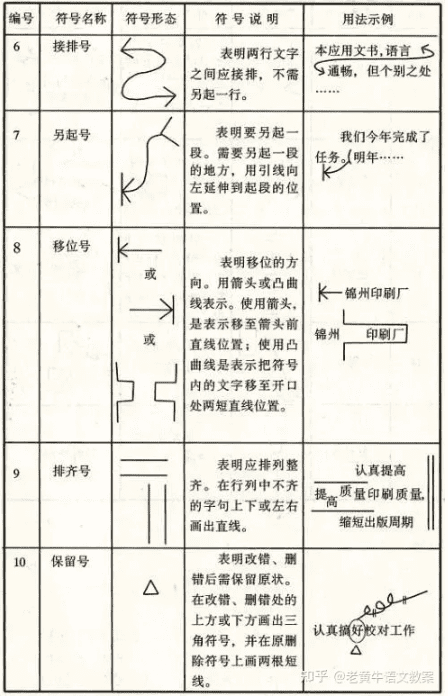 编号 符号名称 符号形态 符号说明 用法示例
6 接排号
表明两行文字
之间应接排，不需
另起一行。
本应用文书,语言
通畅，但个别之处
……
7 另起号
表明要另起一
段。需要另起一段
的地方，用引线向
左延伸到起段的位
置。
我们今年完成了
任务。明年……
8 移位号
或
或
表明移位的方
向。用箭头或凸曲
线表示。使用箭头，
是表示移至箭头前
直线位置；使用凸
曲线是表示把符号
内的文字移至开口
处两短直线位置。
锦州印刷厂
锦州 印刷厂
9 排齐号
表明应排列整
齐。在行列中不齐
的字句上下或左右
画出直线。
认真提高
提高质量印刷质量,
缩短出版周期
10 保留号
表明改错、删
错后需保留原状。
在改错、删错处的
上方或下方画出三
角符号，并在原删
除符号上画两根短
线。
认真搞好校对工作
知乎 @老黄牛语文教案